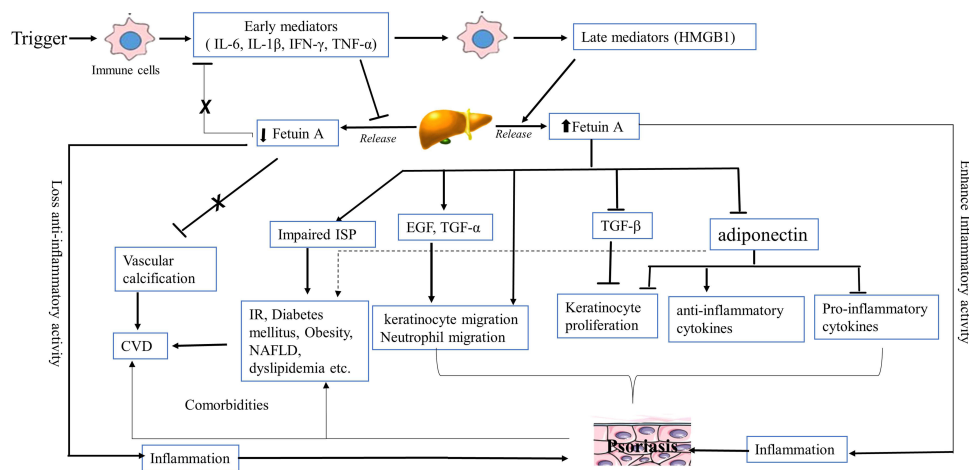 Trigger
Immune cells
Early mediators
( IL-6, IL-1β, IFN-γ, TNF-α)
Late mediators (HMGB1)
X
Fetuin A
Release
Release
Fetuin A
Loss anti-inflammatory activity
Enhance inflammatory activity
Impaired ISP
EGF, TGF-α
TGF-β
adiponectin
Vascular
calcification
IR, Diabetes
mellitus, Obesity,
NAFLD,
dyslipidemia etc.
keratinocyte migration
Neutrophil migration
Keratinocyte
proliferation
anti-inflammatory
cytokines
Pro-inflammatory
cytokines
CVD
Comorbidities
Inflammation
Psoriasis
Inflammation